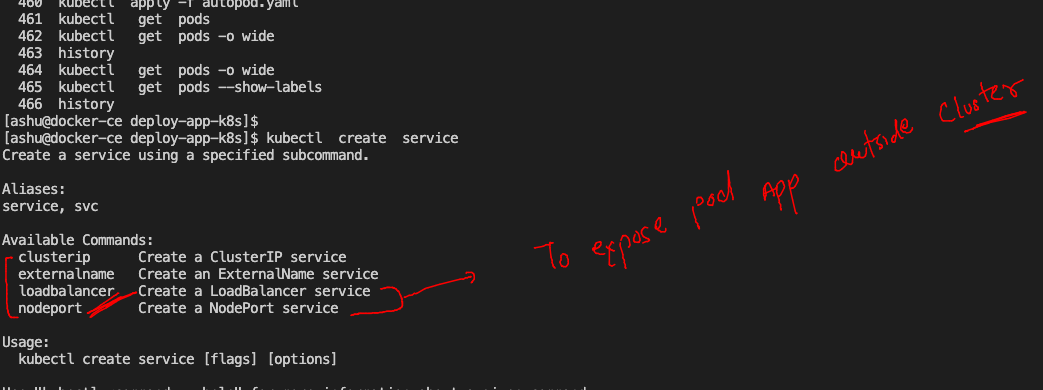 460 kubectl apply -f autopod.yaml
461 kubectl get pods
462 kubectl get pods -o wide
463 history
464 kubectl get pods -o wide
465 kubectl get pods --show-labels
466 history
[ashu@docker-ce deploy-app-k8s]$
[ashu@docker-ce deploy-app-k8s]$ kubectl create service
Create a service using a specified subcommand.
Aliases:
service, svc
Available Commands:
clusterip Create a ClusterIP service
externalname Create an ExternalName service
loadbalancer Create a LoadBalancer service
nodeport Create a NodePort service
To expose pod App outside Cluster
Usage:
kubectl create service [flags] [options]